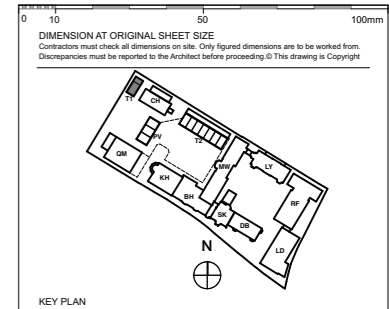 0 10 50 100mm
DIMENSION AT ORIGINAL SHEET SIZE
Contractors must check all dimensions on site. Only figured dimensions are to be worked from.
Discrepancies must be reported to the Architect before proceeding.© This drawing is Copyright
T1
CH
PV
T2
QM
KH
BH
MW
LY
SK
DB
RF
LD
N
KEY PLAN